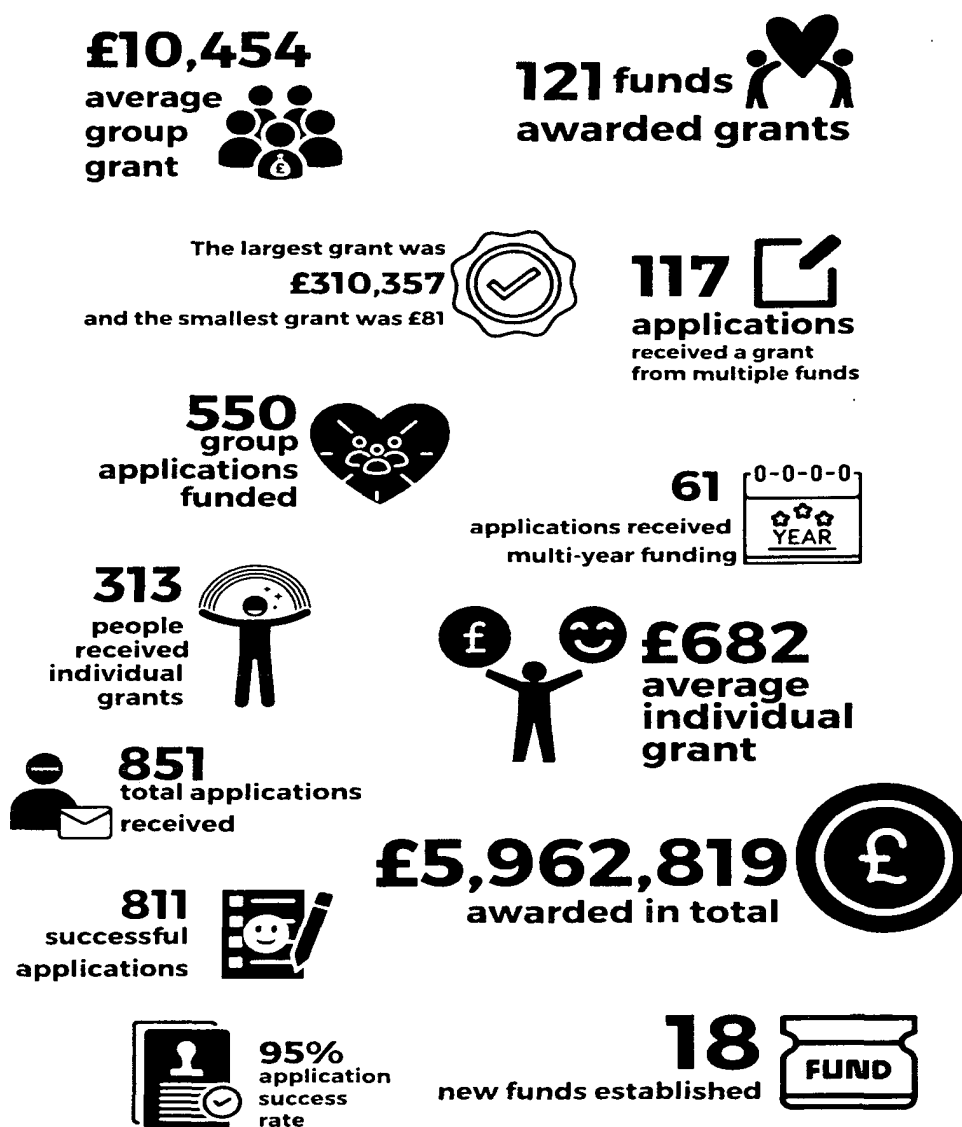 £10,454
average
group
grant
£
121 funds
awarded grants
The largest grant was
£310,357
and the smallest grant was £81
117
applications
received a grant
from multiple funds
550
group
applications
funded
61
applications received
multi-year funding
0-0-0-0
YEAR
313
people
received
individual
grants
£
£682
average
individual
grant
851
total applications
received
£5,962,819
awarded in total
£
811
successful
applications
95%
application
success
rate
18
new funds established
FUND